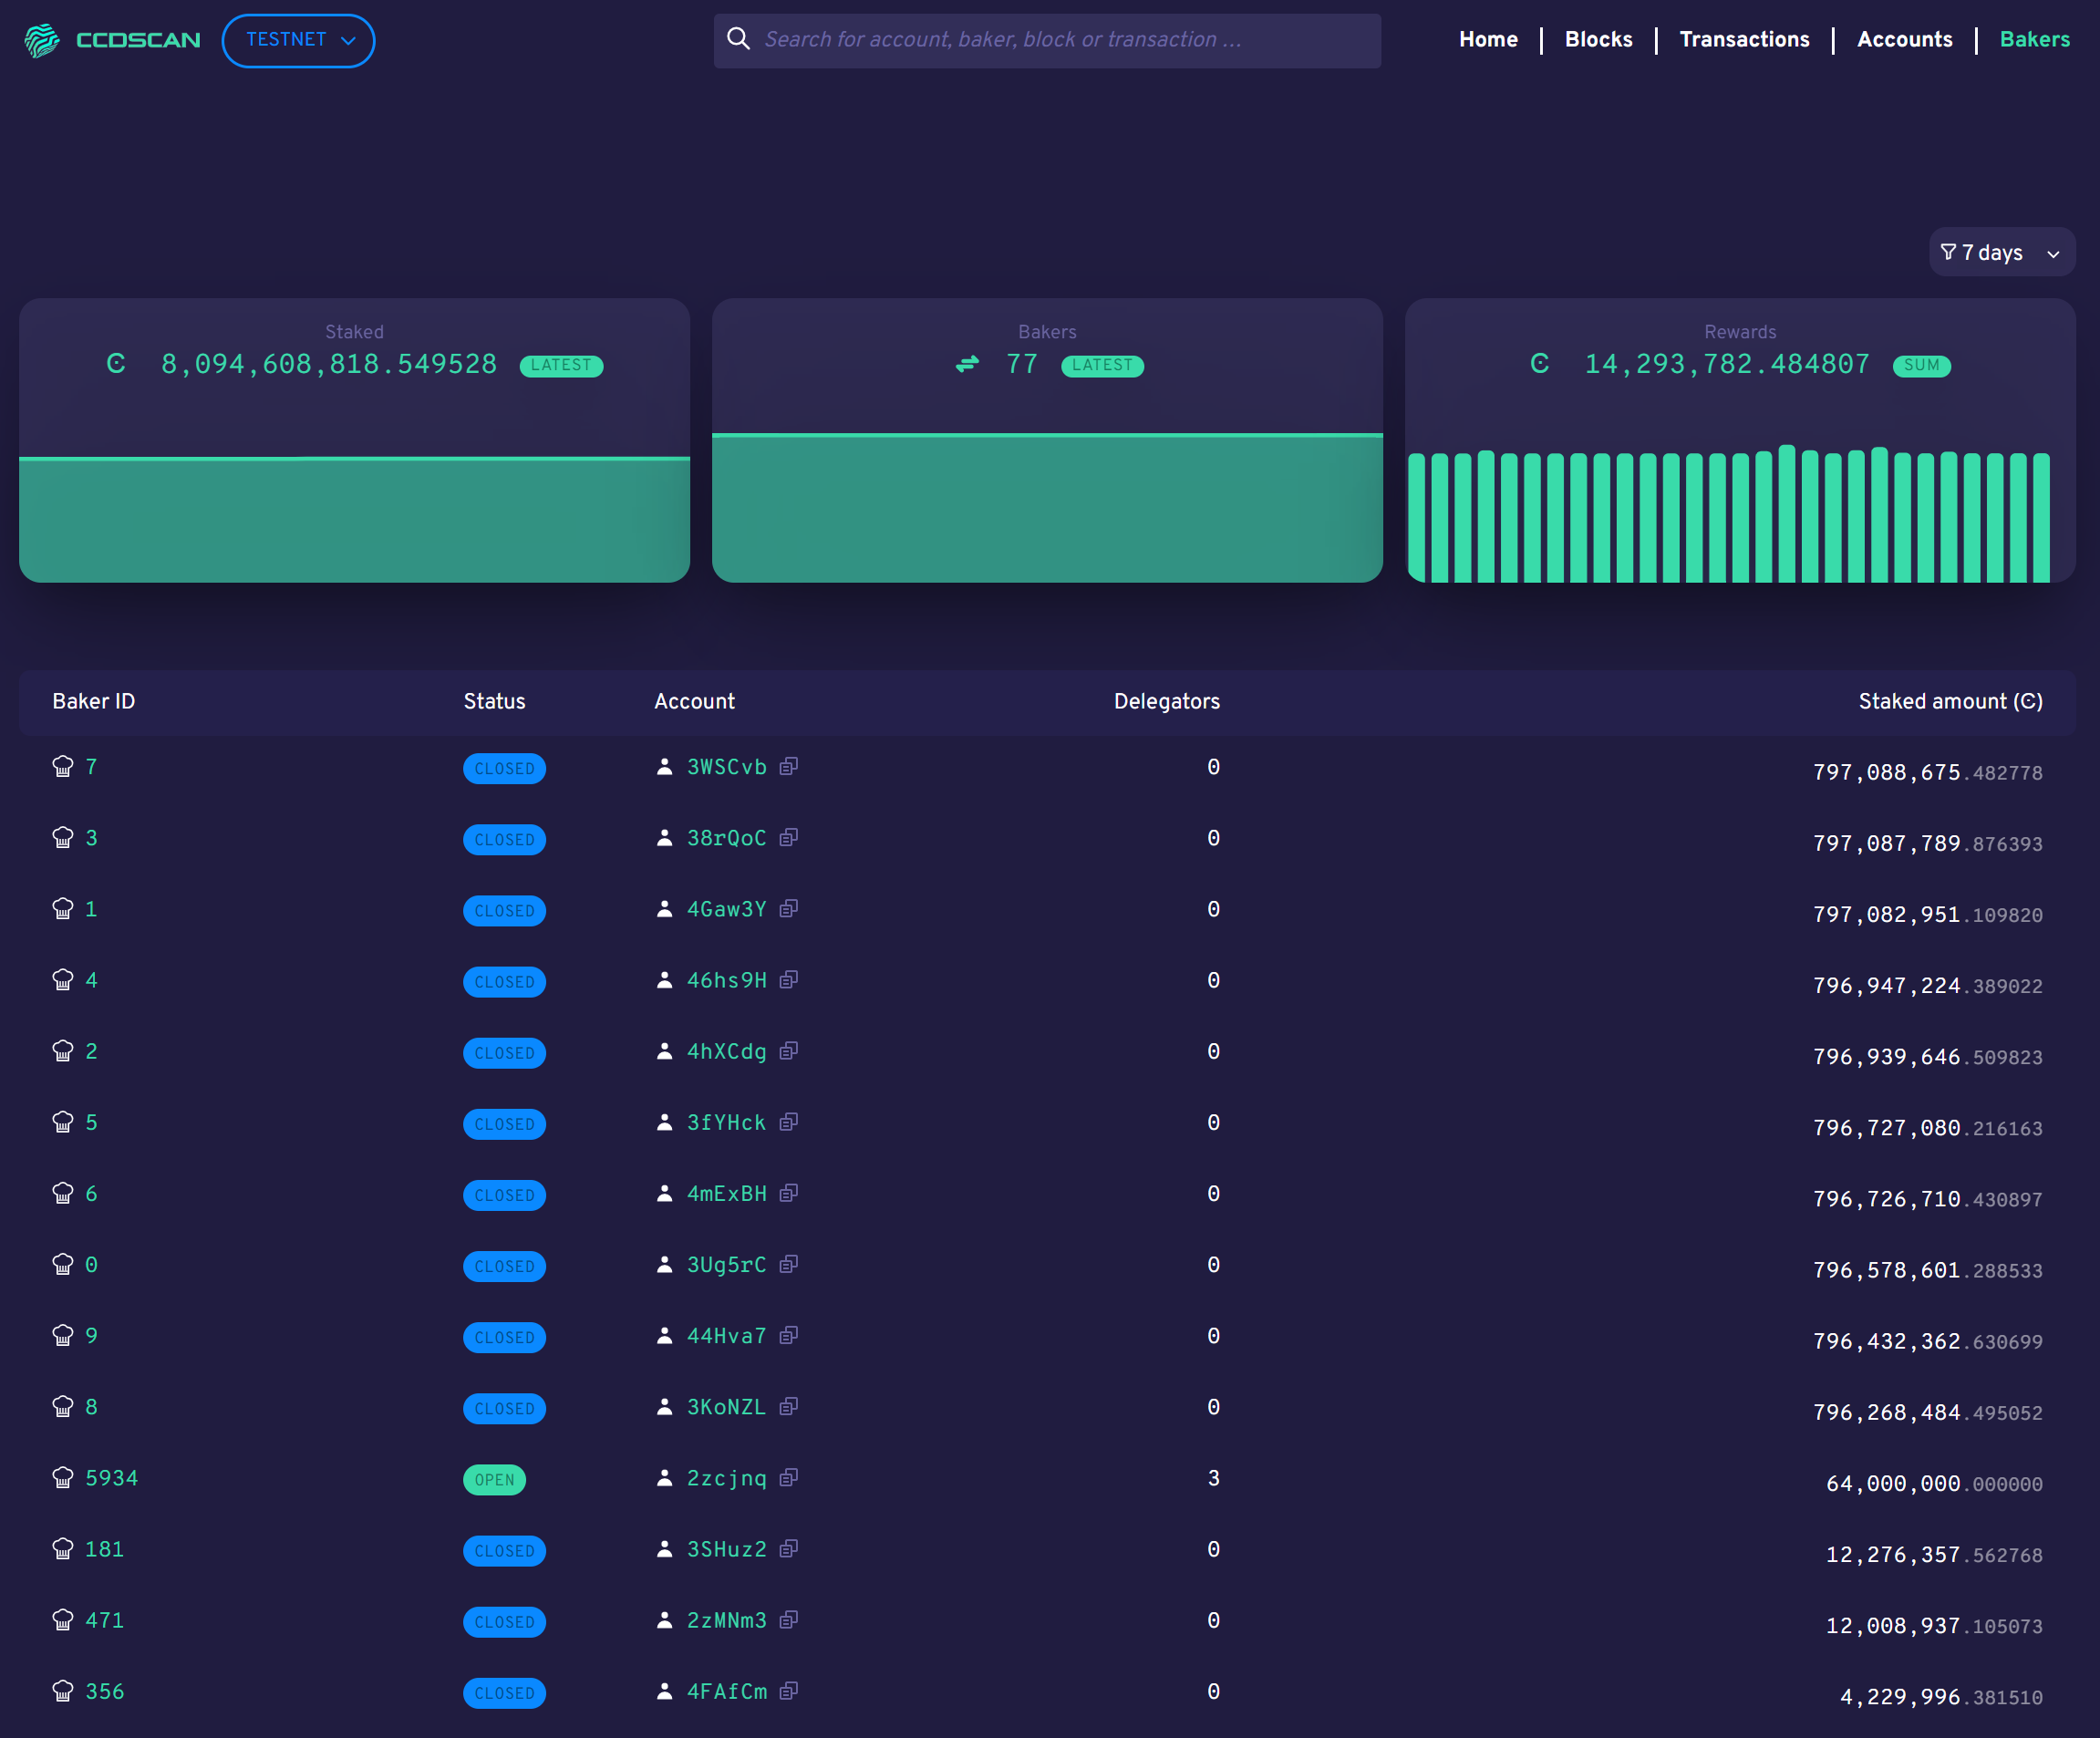 CCDSCAN TESTNET Search for account, baker, block or transaction ... Home Blocks Transactions Accounts Bakers
7 days
Staked
8,094,608,818.549528 LATEST
Bakers
77 LATEST
Rewards
14,293,782.484807 SUM
Baker ID Status Account Delegators Staked amount (Ͼ)
7 CLOSED 3WSCvb 0 797,088,675.482778
3 CLOSED 38rQoC 0 797,087,789.876393
1 CLOSED 4Gaw3Y 0 797,082,951.109820
4 CLOSED 46hs9H 0 796,947,224.389022
2 CLOSED 4hXCdg 0 796,939,646.509823
5 CLOSED 3fYHck 0 796,727,080.216163
6 CLOSED 4mExBH 0 796,726,710.430897
0 CLOSED 3Ug5rC 0 796,578,601.288533
9 CLOSED 44Hva7 0 796,432,362.630699
8 CLOSED 3KoNZL 0 796,268,484.495052
5934 OPEN 2zcjnq 3 64,000,000.000000
181 CLOSED 3SHuz2 0 12,276,357.562768
471 CLOSED 2zMNm3 0 12,008,937.105073
356 CLOSED 4FAfCm 0 4,229,996.381510